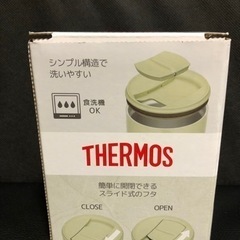 シンプル構造で
洗いやすい
食洗機
OK
THERMOS
簡単に開閉できる
スライド式のフタ
CLOSE
OPEN